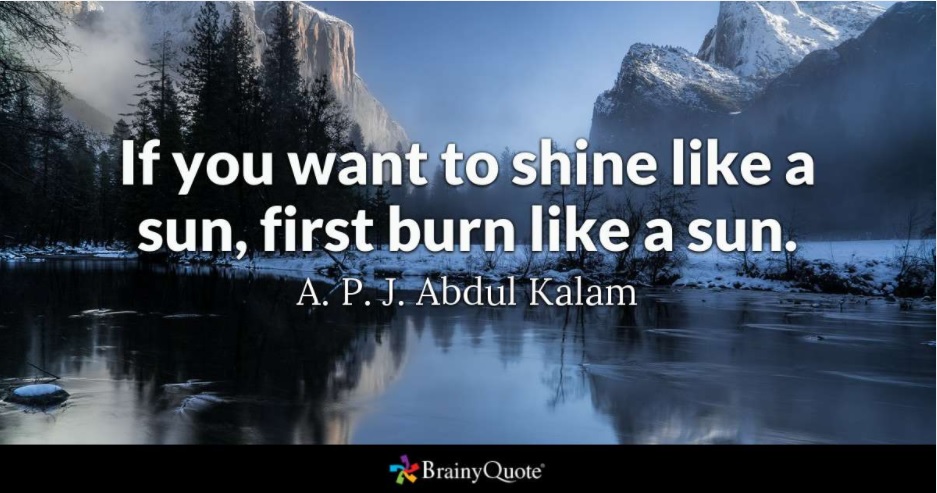 If you want to shine like a
sun, first burn like a sun.
A. P. J. Abdul Kalam
BrainyQuote®